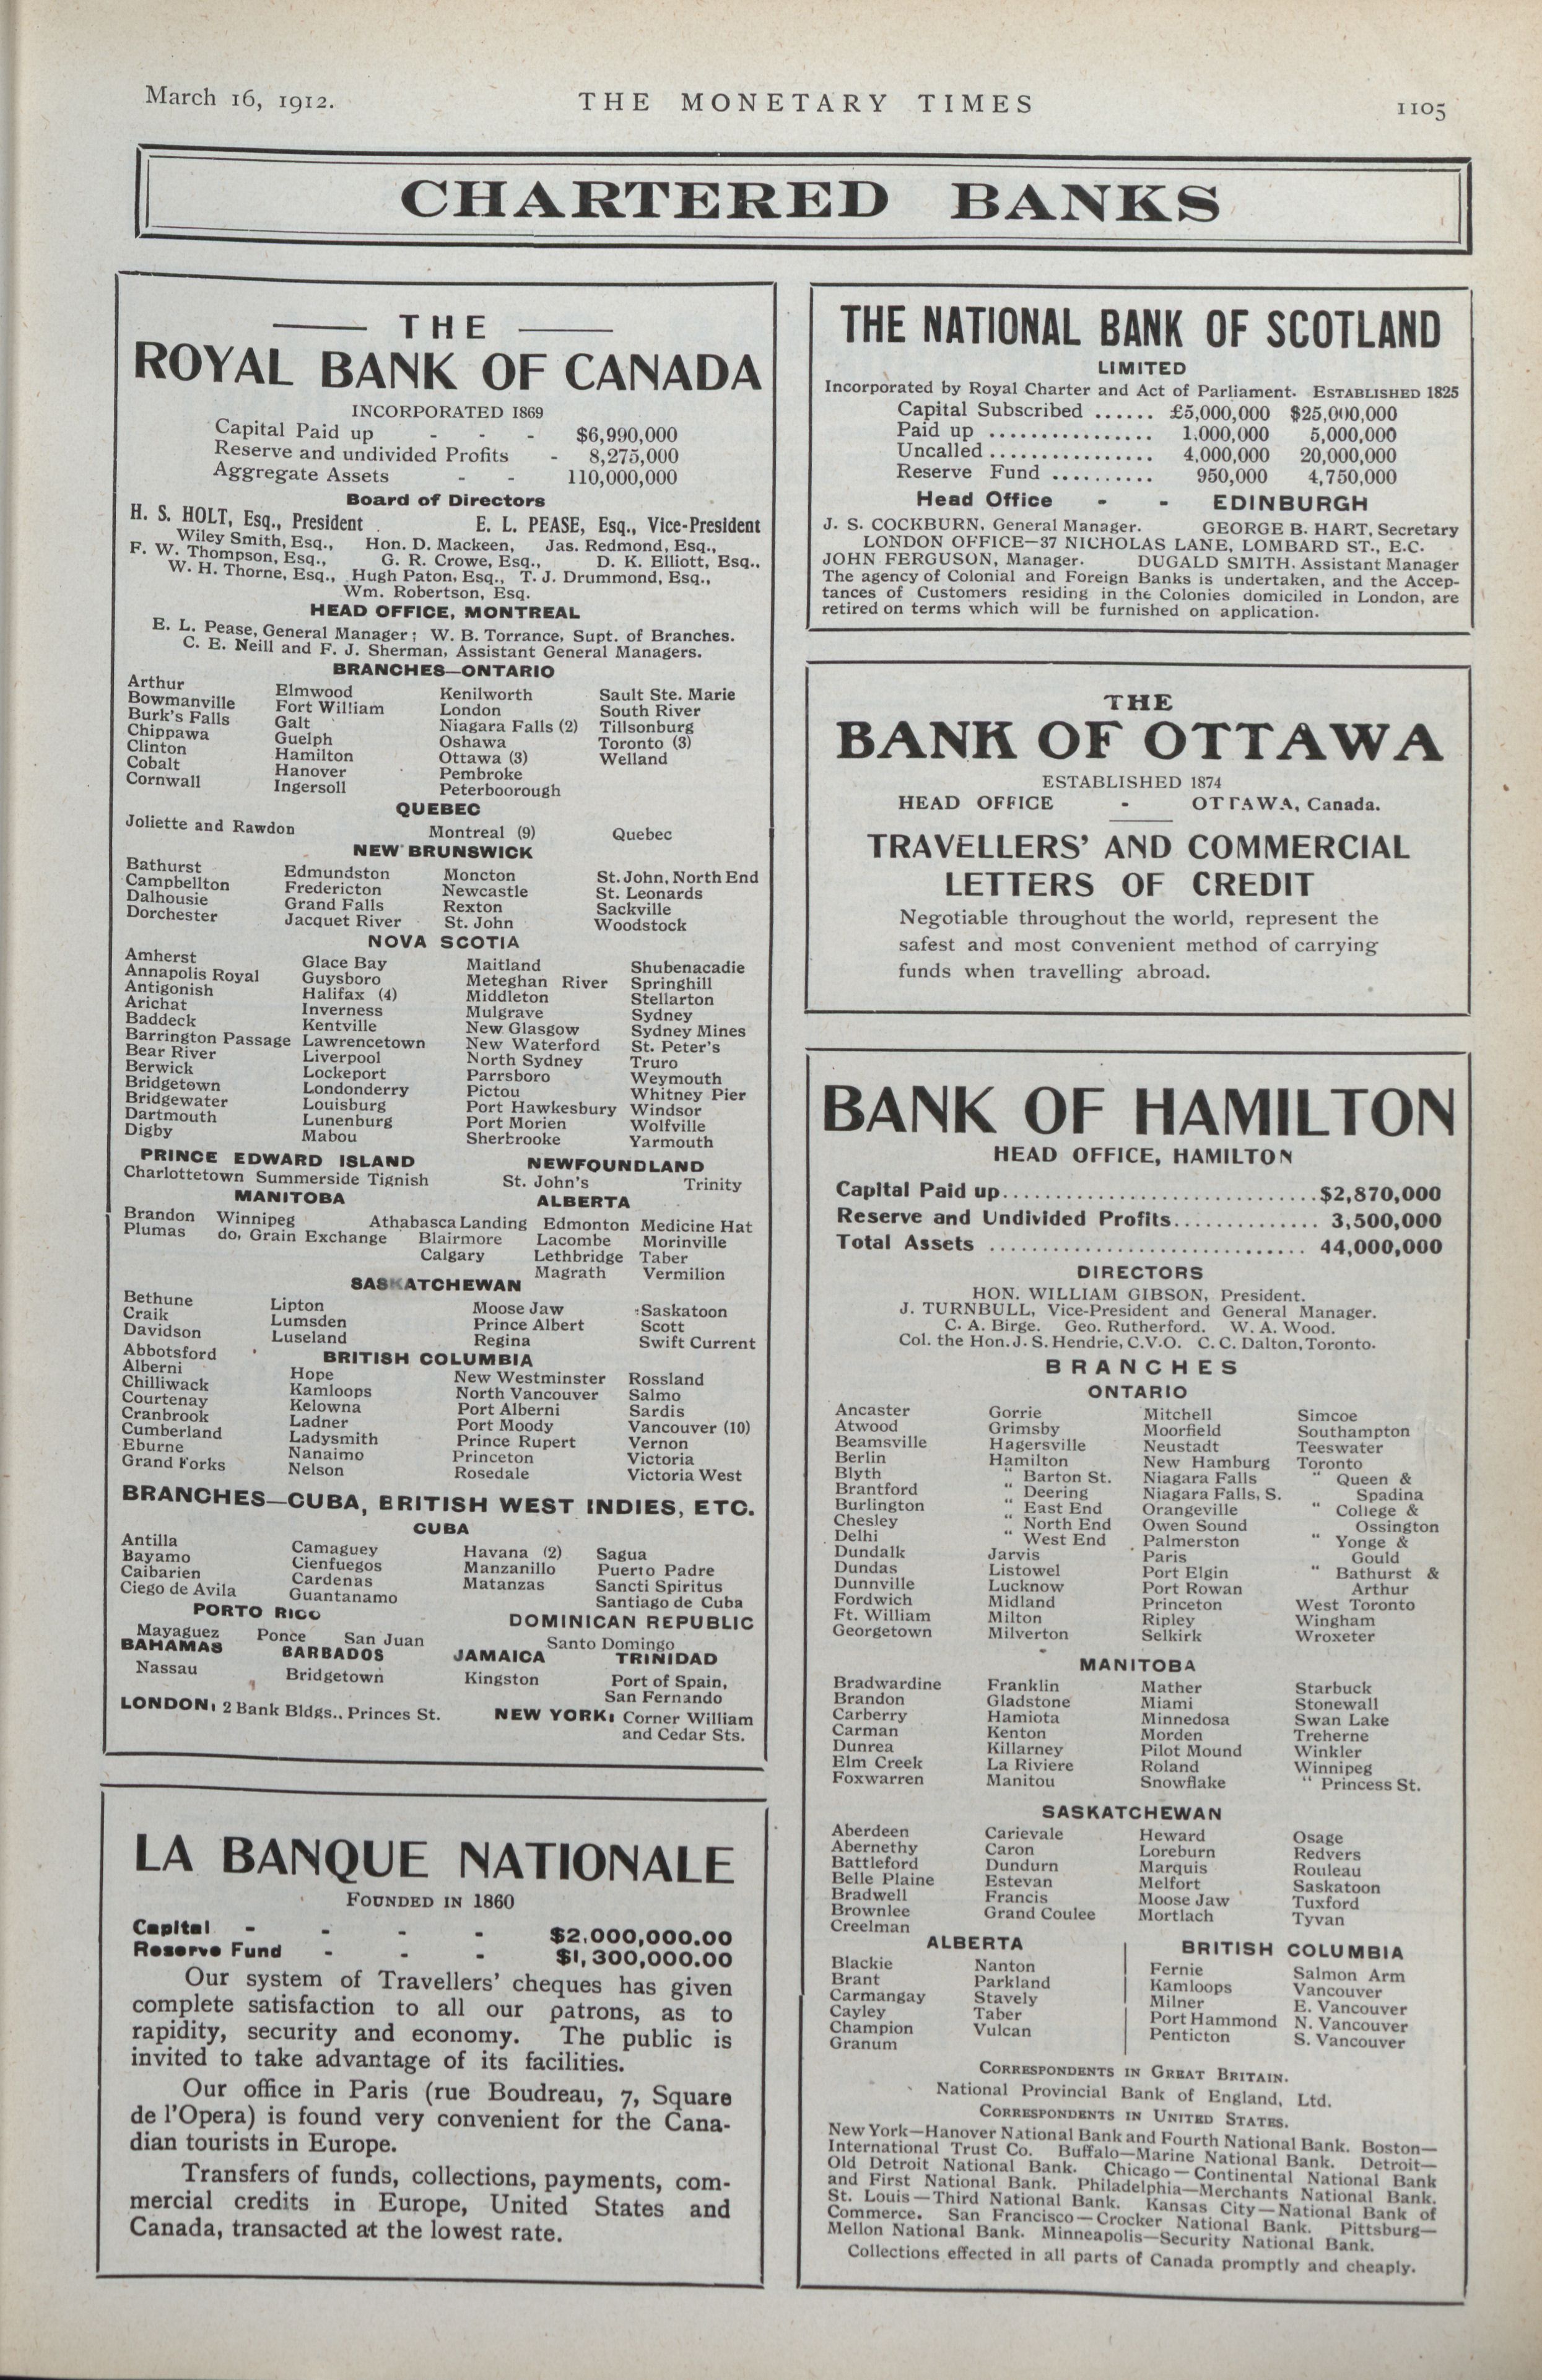 March 16, 1912. THE MONETARY TIMES 1105
CHARTERED BANKS
THE
ROYAL BANK OF CANADA
INCORPORATED 1869
Capital Paid up - - - $6,990,000
Reserve and undivided Profits - 8,275,000
Aggregate Assets - - 110,000,000
Board of Directors
H. S. HOLT, Esq., President E. L. PEASE, Esq., Vice-President
Wiley Smith, Esq., Hon. D. Mackeen, Jas. Redmond, Esq.,
F. W. Thompson, Esq., G. R. Crowe, Esq., D. K. Elliott, Esq.,
W. H. Thorne, Esq., Hugh Paton, Esq., T. J. Drummond, Esq.,
Wm. Robertson, Esq.
HEAD OFFICE, MONTREAL
E. L. Pease, General Manager; W. B. Torrance, Supt. of Branches.
C. E. Neill and F. J. Sherman, Assistant General Managers.
BRANCHES—ONTARIO
Arthur Elmwood Kenilworth Sault Ste. Marie
Bowmanville Fort William London South River
Burk's Falls Galt Niagara Falls (2) Tillsonburg
Chippawa Guelph Oshawa Toronto (3)
Clinton Hamilton Ottawa (3) Welland
Cobalt Hanover Pembroke
Cornwall Ingersoll Peterboorough
QUEBEC
Joliette and Rawdon Montreal (9) Quebec
NEW BRUNSWICK
Bathurst Edmundston Moncton St. John, North End
Campbellton Fredericton Newcastle St. Leonards
Dalhousie Grand Falls Rexton Sackville
Dorchester Jacquet River St. John Woodstock
NOVA SCOTIA
Amherst Glace Bay Maitland Shubenacadie
Annapolis Royal Guysboro Meteghan River Springhill
Antigonish Halifax (4) Middleton Stellarton
Arichat Inverness Mulgrave Sydney
Baddeck Kentville New Glasgow Sydney Mines
Barrington Passage Lawrencetown New Waterford St. Peter's
Bear River Liverpool North Sydney Truro
Berwick Lockeport Parrsboro Weymouth
Bridgetown Londonderry Pictou Whitney Pier
Bridgewater Louisburg Port Hawkesbury Windsor
Dartmouth Lunenburg Port Morien Wolfville
Digby Mabou Sherbrooke Yarmouth
PRINCE EDWARD ISLAND NEWFOUNDLAND
Charlottetown Summerside Tignish St. John's Trinity
MANITOBA ALBERTA
Brandon Winnipeg Athabasca Landing Edmonton Medicine Hat
Plumas do, Grain Exchange Blairmore Lacombe Morinville
Calgary Lethbridge Taber
Magrath Vermilion
SASKATCHEWAN
Bethune Lipton Moose Jaw Saskatoon
Craik Lumsden Prince Albert Scott
Davidson Luseland Regina Swift Current
BRITISH COLUMBIA
Abbotsford Hope New Westminster Rossland
Alberni Kamloops North Vancouver Salmo
Chilliwack Kelowna Port Alberni Sardis
Courtenay Ladner Port Moody Vancouver (10)
Cranbrook Ladysmith Prince Rupert Vernon
Cumberland Nanaimo Princeton Victoria
Eburne Nelson Rosedale Victoria West
Grand Forks
BRANCHES—CUBA, BRITISH WEST INDIES, ETC.
CUBA
Antilla Camaguey Havana (2) Sagua
Bayamo Cienfuegos Manzanillo Puerto Padre
Caibarien Cardenas Matanzas Sancti Spiritus
Ciego de Avila Guantanamo Santiago de Cuba
PORTO RICO DOMINICAN REPUBLIC
Mayaguez Ponce San Juan Santo Domingo
BAHAMAS BARBADOS JAMAICA TRINIDAD
Nassau Bridgetown Kingston Port of Spain,
San Fernando
LONDON: 2 Bank Bldgs., Princes St. NEW YORK: Corner William
and Cedar Sts.
LA BANQUE NATIONALE
FOUNDED IN 1860
Capital - - - - $2,000,000.00
Reserve Fund - - - $1,300,000.00
Our system of Travellers' cheques has given
complete satisfaction to all our patrons, as to
rapidity, security and economy. The public is
invited to take advantage of its facilities.
Our office in Paris (rue Boudreau, 7, Square
de l'Opera) is found very convenient for the Cana-
dian tourists in Europe.
Transfers of funds, collections, payments, com-
mercial credits in Europe, United States and
Canada, transacted at the lowest rate.
THE NATIONAL BANK OF SCOTLAND
LIMITED
Incorporated by Royal Charter and Act of Parliament. ESTABLISHED 1825
Capital Subscribed ...... £5,000,000 $25,000,000
Paid up ................ 1,000,000 5,000,000
Uncalled ................ 4,000,000 20,000,000
Reserve Fund .......... 950,000 4,750,000
Head Office - - EDINBURGH
J. S. COCKBURN, General Manager. GEORGE B. HART, Secretary
LONDON OFFICE—37 NICHOLAS LANE, LOMBARD ST., E.C.
JOHN FERGUSON, Manager. DUGALD SMITH, Assistant Manager
The agency of Colonial and Foreign Banks is undertaken, and the Accep-
tances of Customers residing in the Colonies domiciled in London, are
retired on terms which will be furnished on application.
THE
BANK OF OTTAWA
ESTABLISHED 1874
HEAD OFFICE - OTTAWA, Canada.
TRAVELLERS' AND COMMERCIAL
LETTERS OF CREDIT
Negotiable throughout the world, represent the
safest and most convenient method of carrying
funds when travelling abroad.
BANK OF HAMILTON
HEAD OFFICE, HAMILTON
Capital Paid up.............................$2,870,000
Reserve and Undivided Profits.............. 3,500,000
Total Assets ............................. 44,000,000
DIRECTORS
HON. WILLIAM GIBSON, President.
J. TURNBULL, Vice-President and General Manager.
C. A. Birge. Geo. Rutherford. W. A. Wood.
Col. the Hon. J. S. Hendrie, C.V.O. C. C. Dalton, Toronto.
BRANCHES
ONTARIO
Ancaster Gorrie Mitchell Simcoe
Atwood Grimsby Moorfield Southampton
Beamsville Hagersville Neustadt Teeswater
Berlin Hamilton New Hamburg Toronto
Blyth " Barton St. Niagara Falls " Queen &
Brantford " Deering Niagara Falls, S. Spadina
Burlington " East End Orangeville " College &
Chesley " North End Owen Sound Ossington
Delhi " West End Palmerston " Yonge &
Dundalk Jarvis Paris Gould
Dundas Listowel Port Elgin " Bathurst &
Dunnville Lucknow Port Rowan Arthur
Fordwich Midland Princeton West Toronto
Ft. William Milton Ripley Wingham
Georgetown Milverton Selkirk Wroxeter
MANITOBA
Bradwardine Franklin Mather Starbuck
Brandon Gladstone Miami Stonewall
Carberry Hamiota Minnedosa Swan Lake
Carman Kenton Morden Treherne
Dunrea Killarney Pilot Mound Winkler
Elm Creek La Riviere Roland Winnipeg
Foxwarren Manitou Snowflake " Princess St.
SASKATCHEWAN
Aberdeen Carievale Heward Osage
Abernethy Caron Loreburn Redvers
Battleford Dundurn Marquis Rouleau
Belle Plaine Estevan Melfort Saskatoon
Bradwell Francis Moose Jaw Tuxford
Brownlee Grand Coulee Mortlach Tyvan
Creelman
ALBERTA BRITISH COLUMBIA
Blackie Nanton Fernie Salmon Arm
Brant Parkland Kamloops Vancouver
Carmangay Stavely Milner E. Vancouver
Cayley Taber Port Hammond N. Vancouver
Champion Vulcan Penticton S. Vancouver
Granum
CORRESPONDENTS IN GREAT BRITAIN.
National Provincial Bank of England, Ltd.
CORRESPONDENTS IN UNITED STATES.
New York—Hanover National Bank and Fourth National Bank. Boston—
International Trust Co. Buffalo—Marine National Bank. Detroit—
Old Detroit National Bank. Chicago—Continental National Bank
and First National Bank. Philadelphia—Merchants National Bank.
St. Louis—Third National Bank. Kansas City—National Bank of
Commerce. San Francisco—Crocker National Bank. Pittsburg—
Mellon National Bank. Minneapolis—Security National Bank.
Collections effected in all parts of Canada promptly and cheaply.